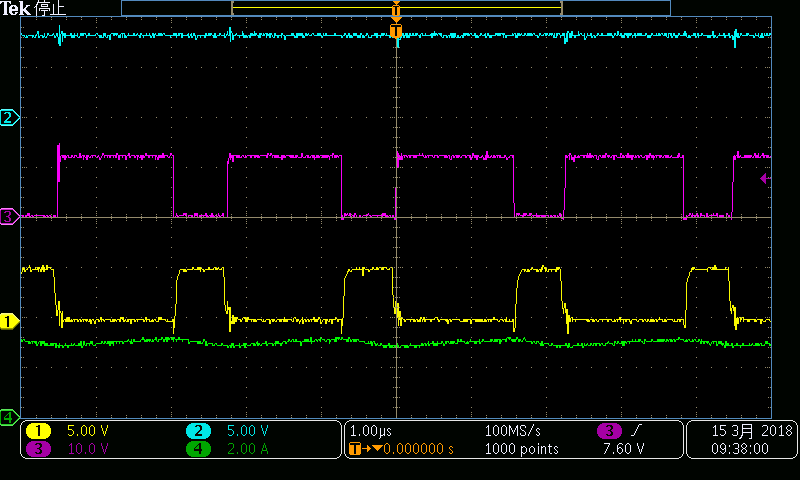 Tek 停止
T
T
2
3
1
4
1 5.00 V 2 5.00 V 1.00μs 100MS/s 3 15 3月 2018
3 10.0 V 4 2.00 A T→▼0.000000 s 1000 points 7.60 V 09:38:00